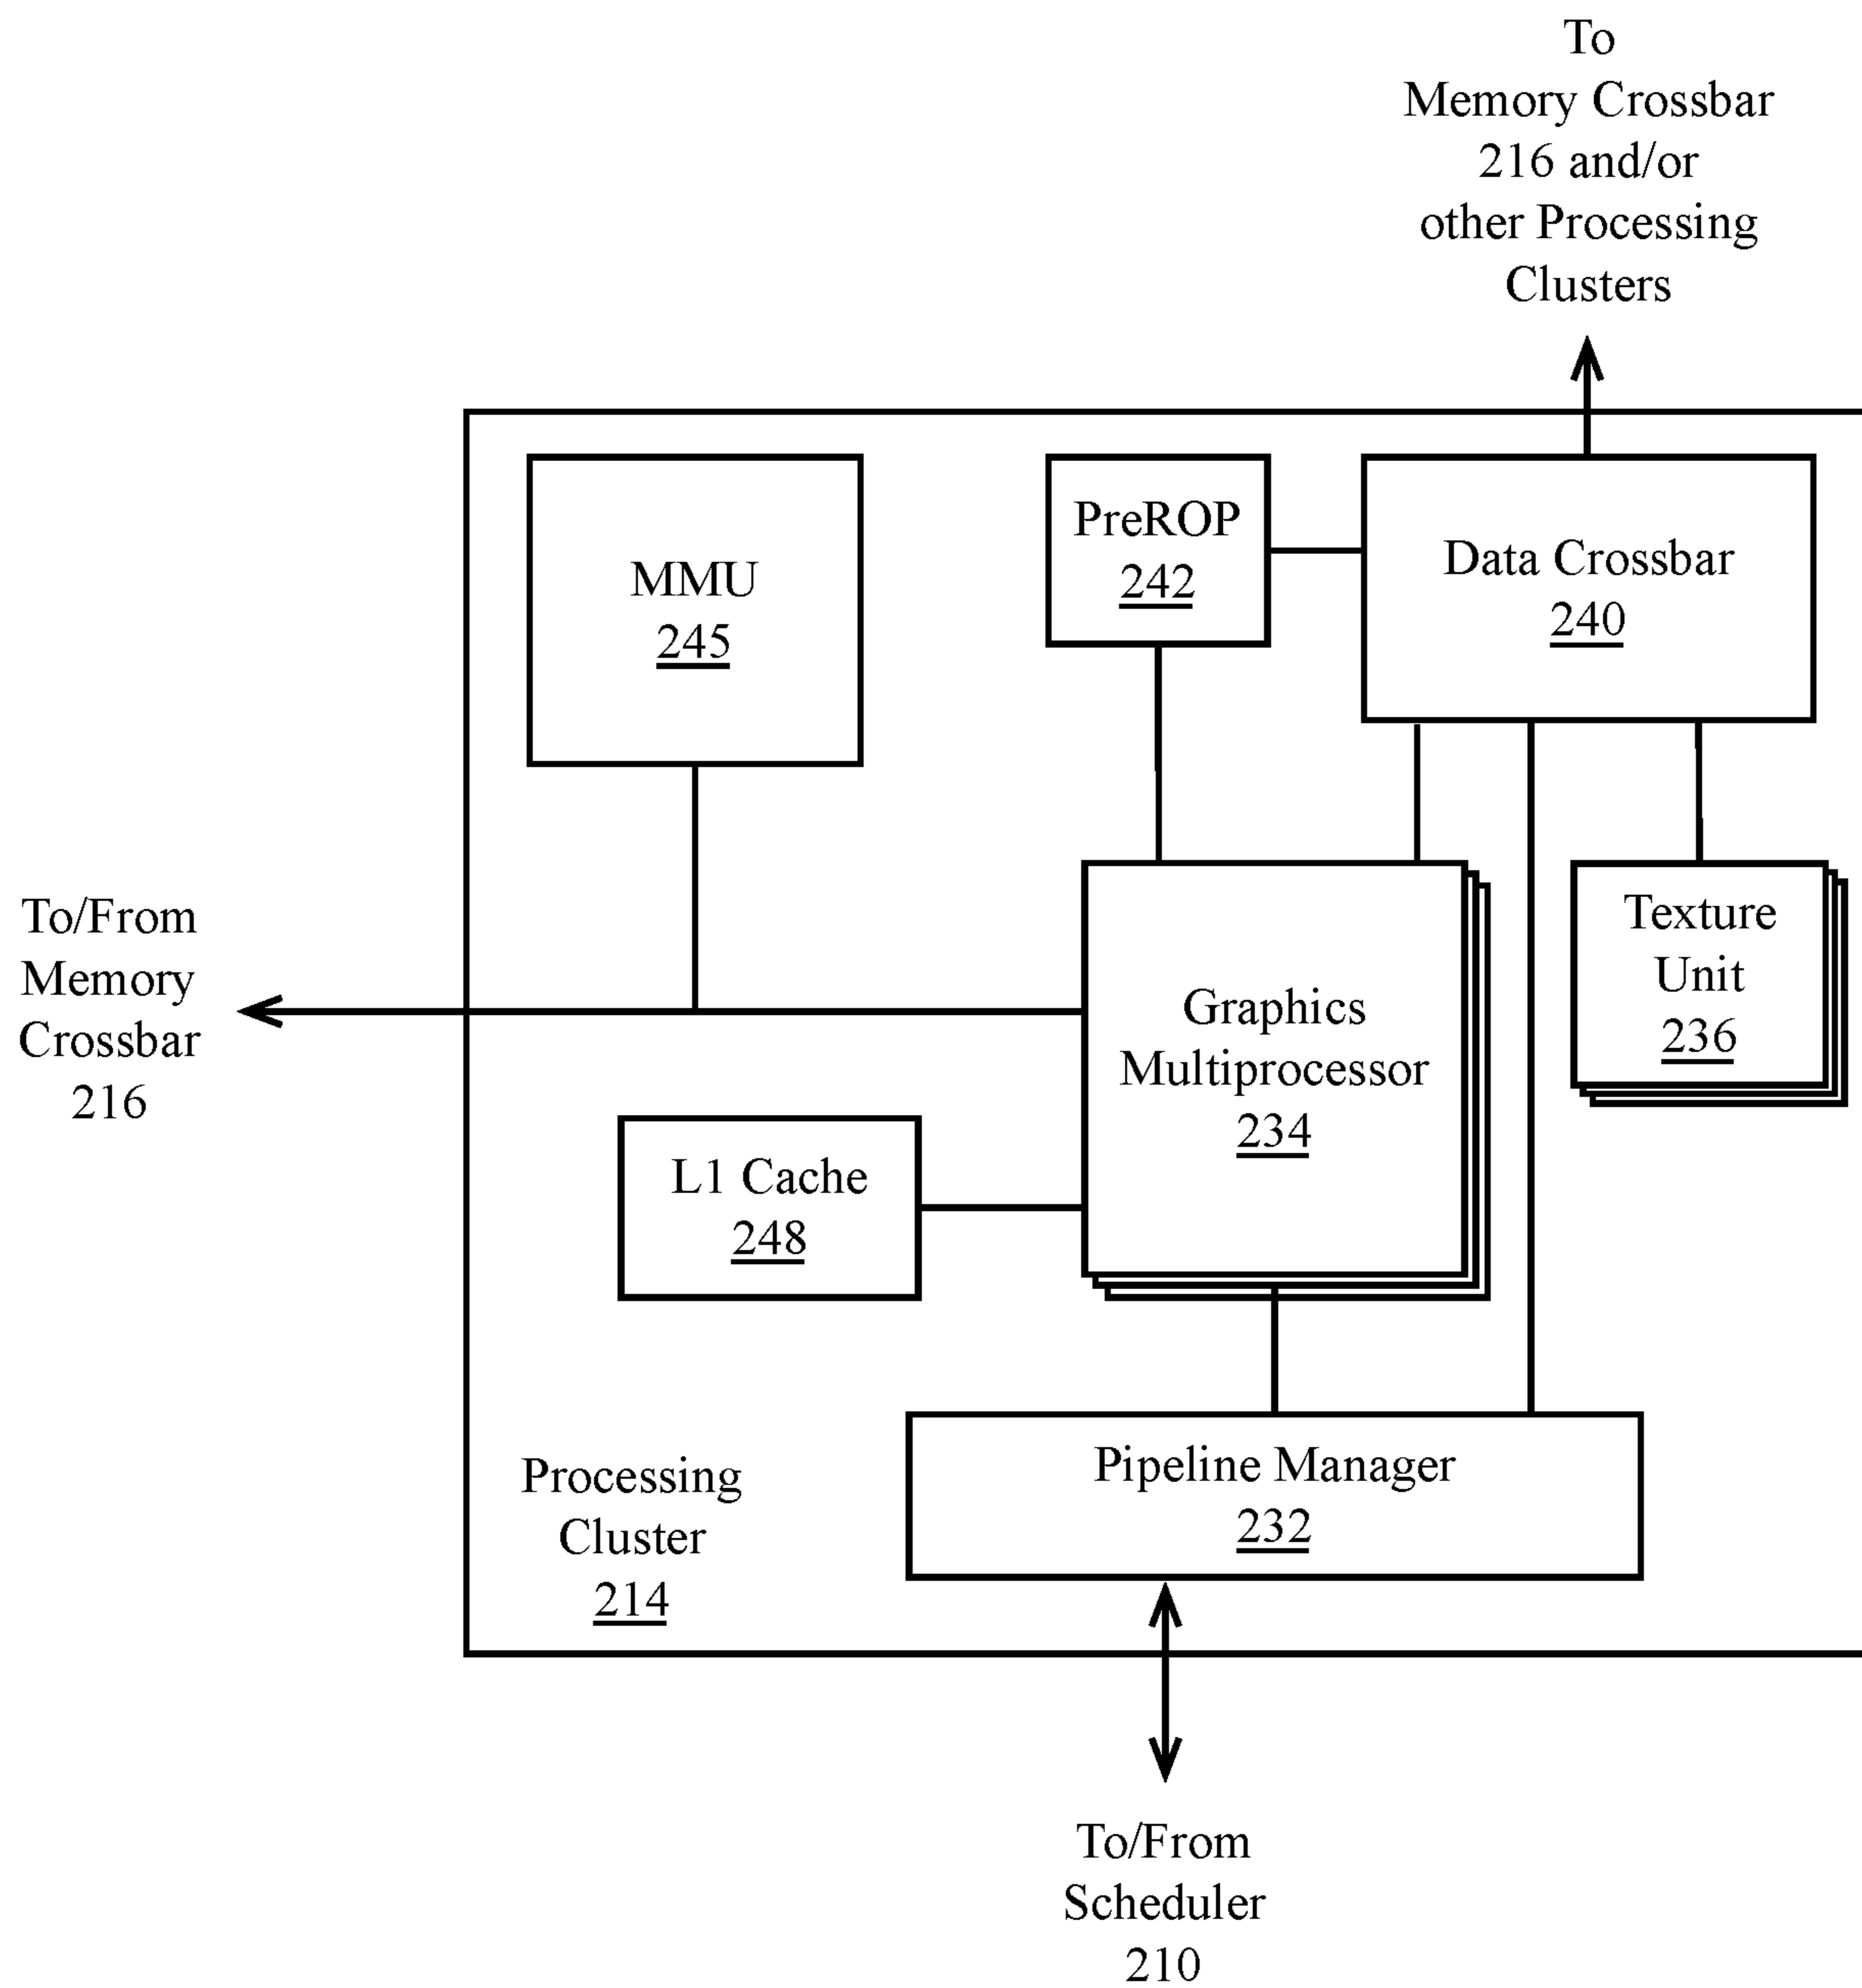 To
Memory Crossbar
216 and/or
other Processing
Clusters
MMU
245
PreROP
242
Data Crossbar
240
To/From
Memory
Crossbar
216
Graphics
Multiprocessor
234
Texture
Unit
236
L1 Cache
248
Pipeline Manager
232
Processing
Cluster
214
To/From
Scheduler
210